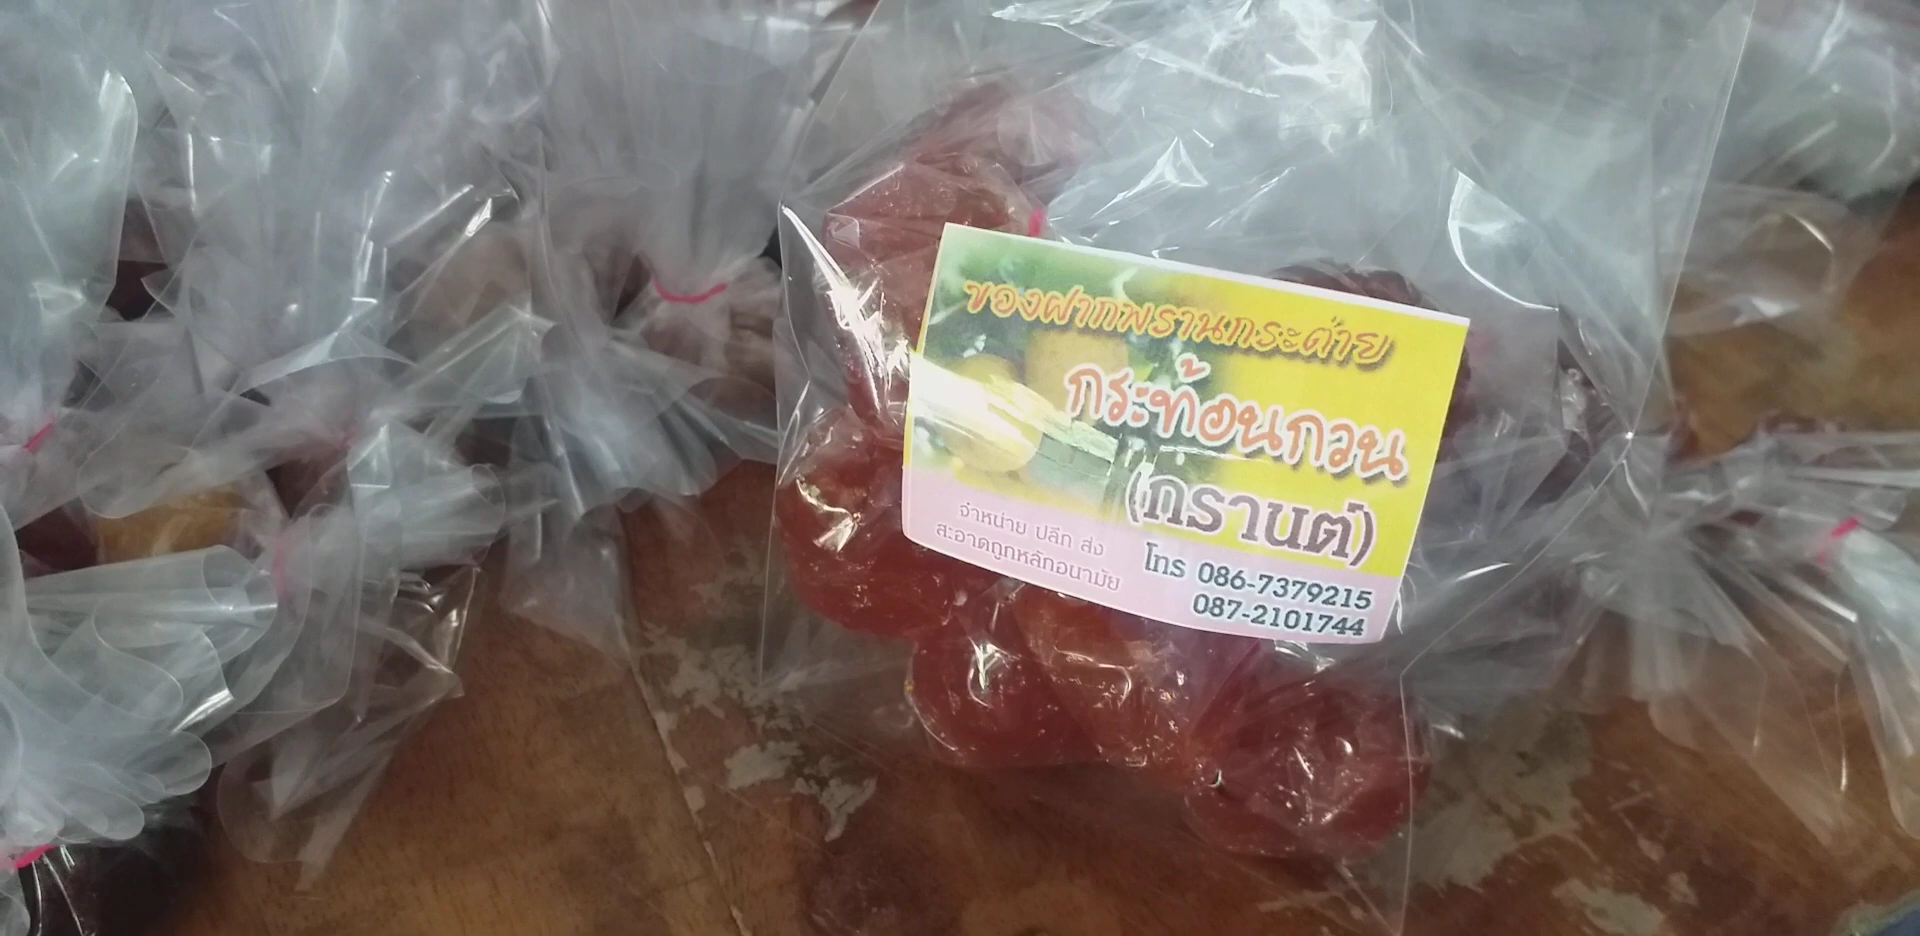 ของฝากพรานกระต่าย
กระท้อนกวน
(กรานต์)
จำหน่าย ปลีก ส่ง
สะอาดถูกหลักอนามัย
โทร 086-7379215
087-2101744